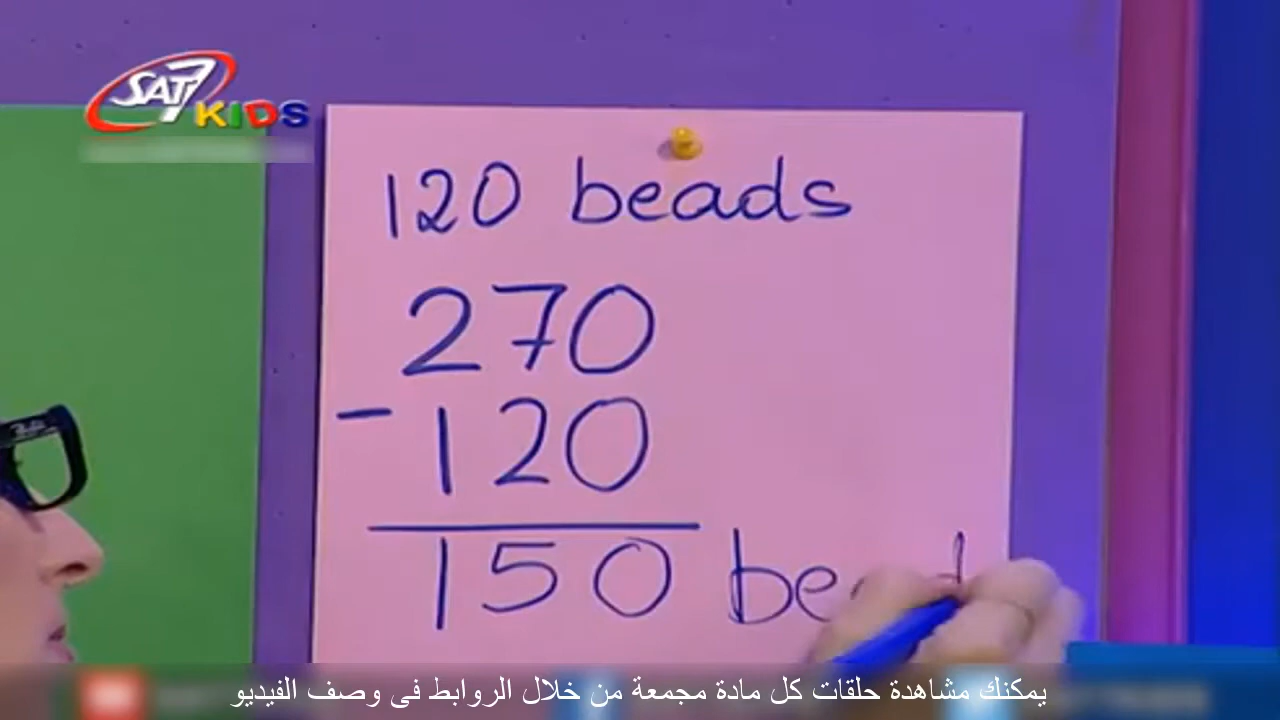 SAT7
KIDS
120 beads
270
-120
150 bead
يمكنك مشاهدة حلقات كل مادة مجمعة من خلال الروابط فى وصف الفيديو